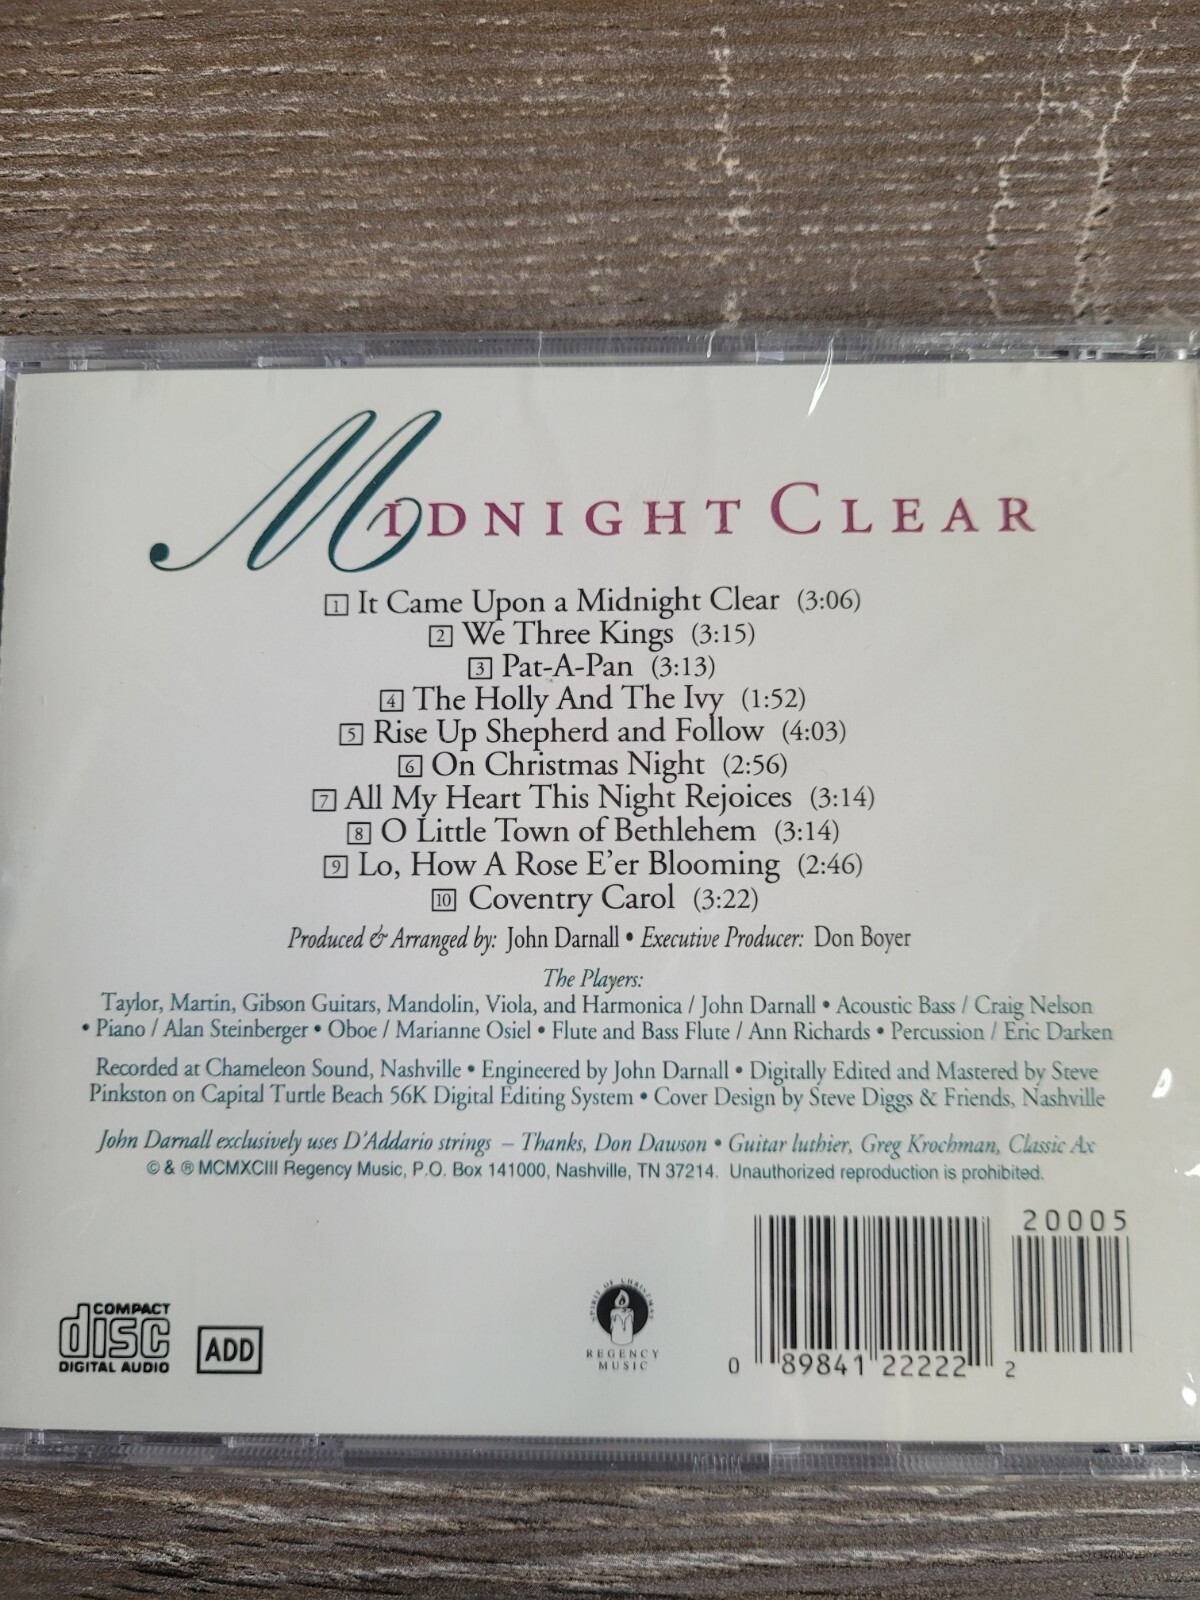 MIDNIGHT CLEAR
1 It Came Upon a Midnight Clear (3:06)
2 We Three Kings (3:15)
3 Pat-A-Pan (3:13)
4 The Holly And The Ivy (1:52)
5 Rise Up Shepherd and Follow (4:03)
6 On Christmas Night (2:56)
7 All My Heart This Night Rejoices (3:14)
8 O Little Town of Bethlehem (3:14)
9 Lo, How A Rose E'er Blooming (2:46)
10 Coventry Carol (3:22)
Produced & Arranged by: John Darnall • Executive Producer: Don Boyer
The Players:
Taylor, Martin, Gibson Guitars, Mandolin, Viola, and Harmonica / John Darnall • Acoustic Bass / Craig Nelson
• Piano / Alan Steinberger • Oboe / Marianne Osiel • Flute and Bass Flute / Ann Richards • Percussion / Eric Darken
Recorded at Chameleon Sound, Nashville • Engineered by John Darnall • Digitally Edited and Mastered by Steve
Pinkston on Capital Turtle Beach 56K Digital Editing System • Cover Design by Steve Diggs & Friends, Nashville
John Darnall exclusively uses D'Addario strings – Thanks, Don Dawson • Guitar luthier, Greg Krochman, Classic Ax
© & ℗ MCMXCIII Regency Music, P.O. Box 141000, Nashville, TN 37214. Unauthorized reproduction is prohibited.
20005
COMPACT
disc
DIGITAL AUDIO
ADD
SPIRIT OF CHRISTMAS
REGENCY
MUSIC
0 89841 22222 2